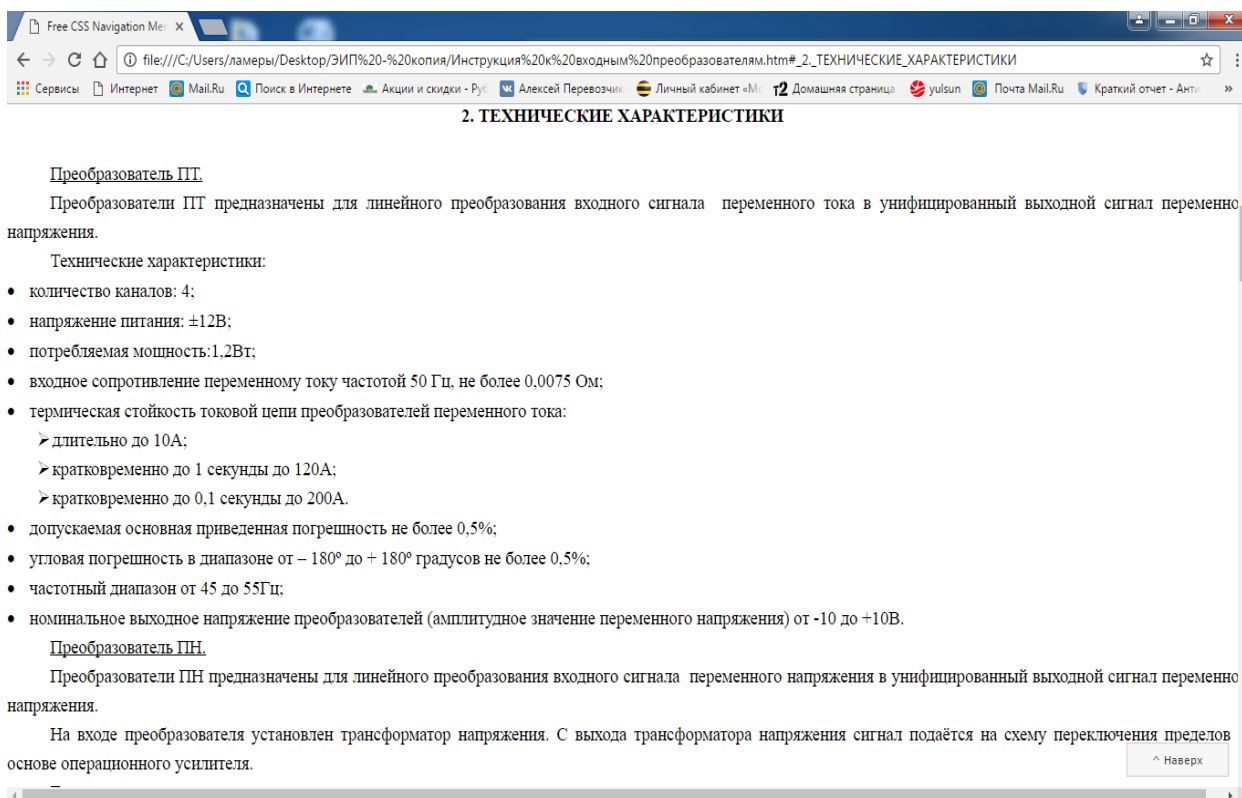 Free CSS Navigation Mer
file:///C:/Users/ламеры/Desktop/ЭИП%20-%20копия/Инструкция%20к%20входным%20преобразователям.htm#_2._ТЕХНИЧЕСКИЕ_ХАРАКТЕРИСТИКИ
Сервисы Интернет Mail.Ru Поиск в Интернете Акции и скидки - Руб Алексей Перевозчик Личный кабинет «Мо Домашняя страница yulsun Почта Mail.Ru Краткий отчет - Анти »
2. ТЕХНИЧЕСКИЕ ХАРАКТЕРИСТИКИ
Преобразователь ПТ.
Преобразователи ПТ предназначены для линейного преобразования входного сигнала переменного тока в унифицированный выходной сигнал переменно
напряжения.
Технические характеристики:
• количество каналов: 4;
• напряжение питания: ±12В;
• потребляемая мощность:1,2Вт;
• входное сопротивление переменному току частотой 50 Гц, не более 0,0075 Ом;
• термическая стойкость токовой цепи преобразователей переменного тока:
➢ длительно до 10А;
➢ кратковременно до 1 секунды до 120А;
➢ кратковременно до 0,1 секунды до 200А.
• допускаемая основная приведенная погрешность не более 0,5%;
• угловая погрешность в диапазоне от – 180º до + 180º градусов не более 0,5%;
• частотный диапазон от 45 до 55Гц;
• номинальное выходное напряжение преобразователей (амплитудное значение переменного напряжения) от -10 до +10В.
Преобразователь ПН.
Преобразователи ПН предназначены для линейного преобразования входного сигнала переменного напряжения в унифицированный выходной сигнал переменно
напряжения.
На входе преобразователя установлен трансформатор напряжения. С выхода трансформатора напряжения сигнал подаётся на схему переключения пределов
основе операционного усилителя.
^ Наверх